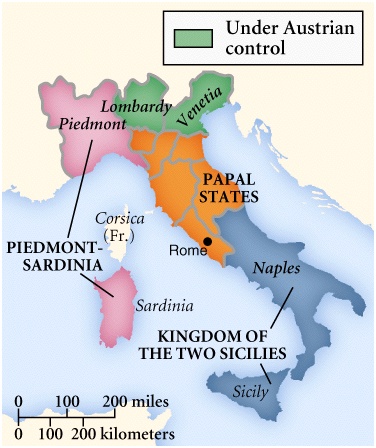 Under Austrian
control
Lombardy
Venetia
Piedmont
PAPAL
STATES
Corsica
(Fr.)
PIEDMONT-
SARDINIA
Rome
Naples
Sardinia
KINGDOM OF
THE TWO SICILIES
Sicily
0 100 200 miles
0 100 200 kilometers